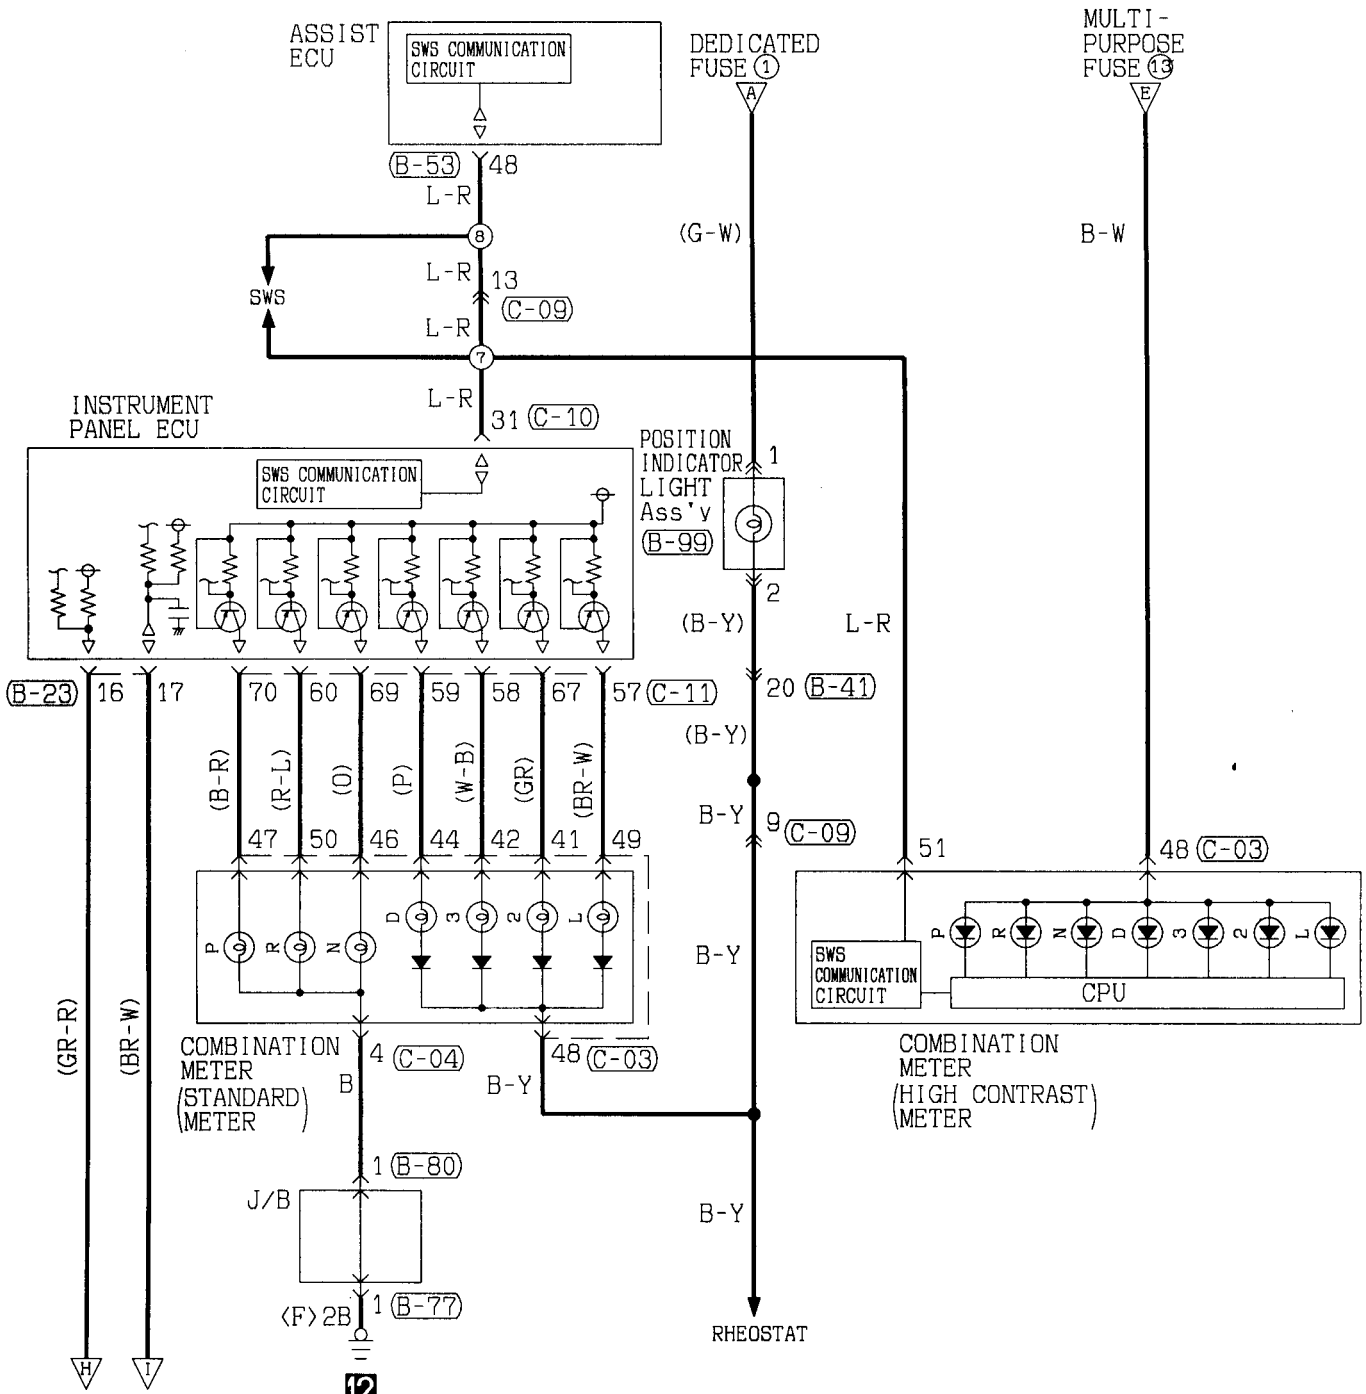 ASSIST
ECU
SWS COMMUNICATION
CIRCUIT
DEDICATED
FUSE ①
A
MULTI-
PURPOSE
FUSE ⑬
E
B-53
48
L-R
(G-W)
B-W
8
L-R
13
SWS
C-09
L-R
7
L-R
31
C-10
INSTRUMENT
PANEL ECU
SWS COMMUNICATION
CIRCUIT
POSITION
INDICATOR
LIGHT
Ass'y
B-99
1
2
(B-Y)
L-R
B-23
16
17
70
60
69
59
58
67
57
C-11
20
B-41
(B-Y)
(B-R)
(R-L)
(O)
(P)
(W-B)
(GR)
(BR-W)
B-Y
9
C-09
47
50
46
44
42
41
49
51
48
C-03
P
R
N
D
3
2
L
B-Y
P
R
N
D
3
2
L
SWS
COMMUNICATION
CIRCUIT
CPU
(GR-R)
(BR-W)
COMBINATION
METER
(STANDARD
METER)
4
C-04
B
48
C-03
B-Y
COMBINATION
METER
(HIGH CONTRAST
METER)
1
B-80
J/B
B-Y
1
B-77
<F>2B
RHEOSTAT
H
I
12